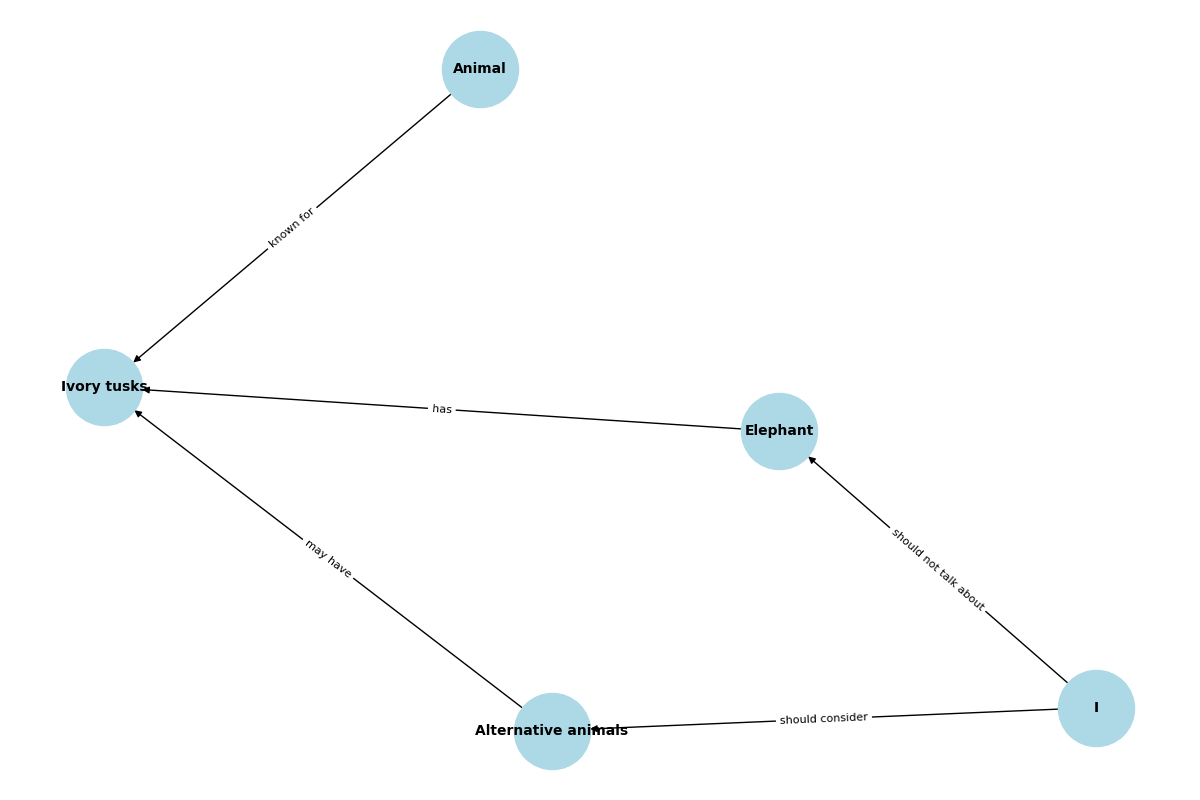 Animal
known for
Ivory tusks
has
Elephant
should not talk about
may have
I
should consider
Alternative animals